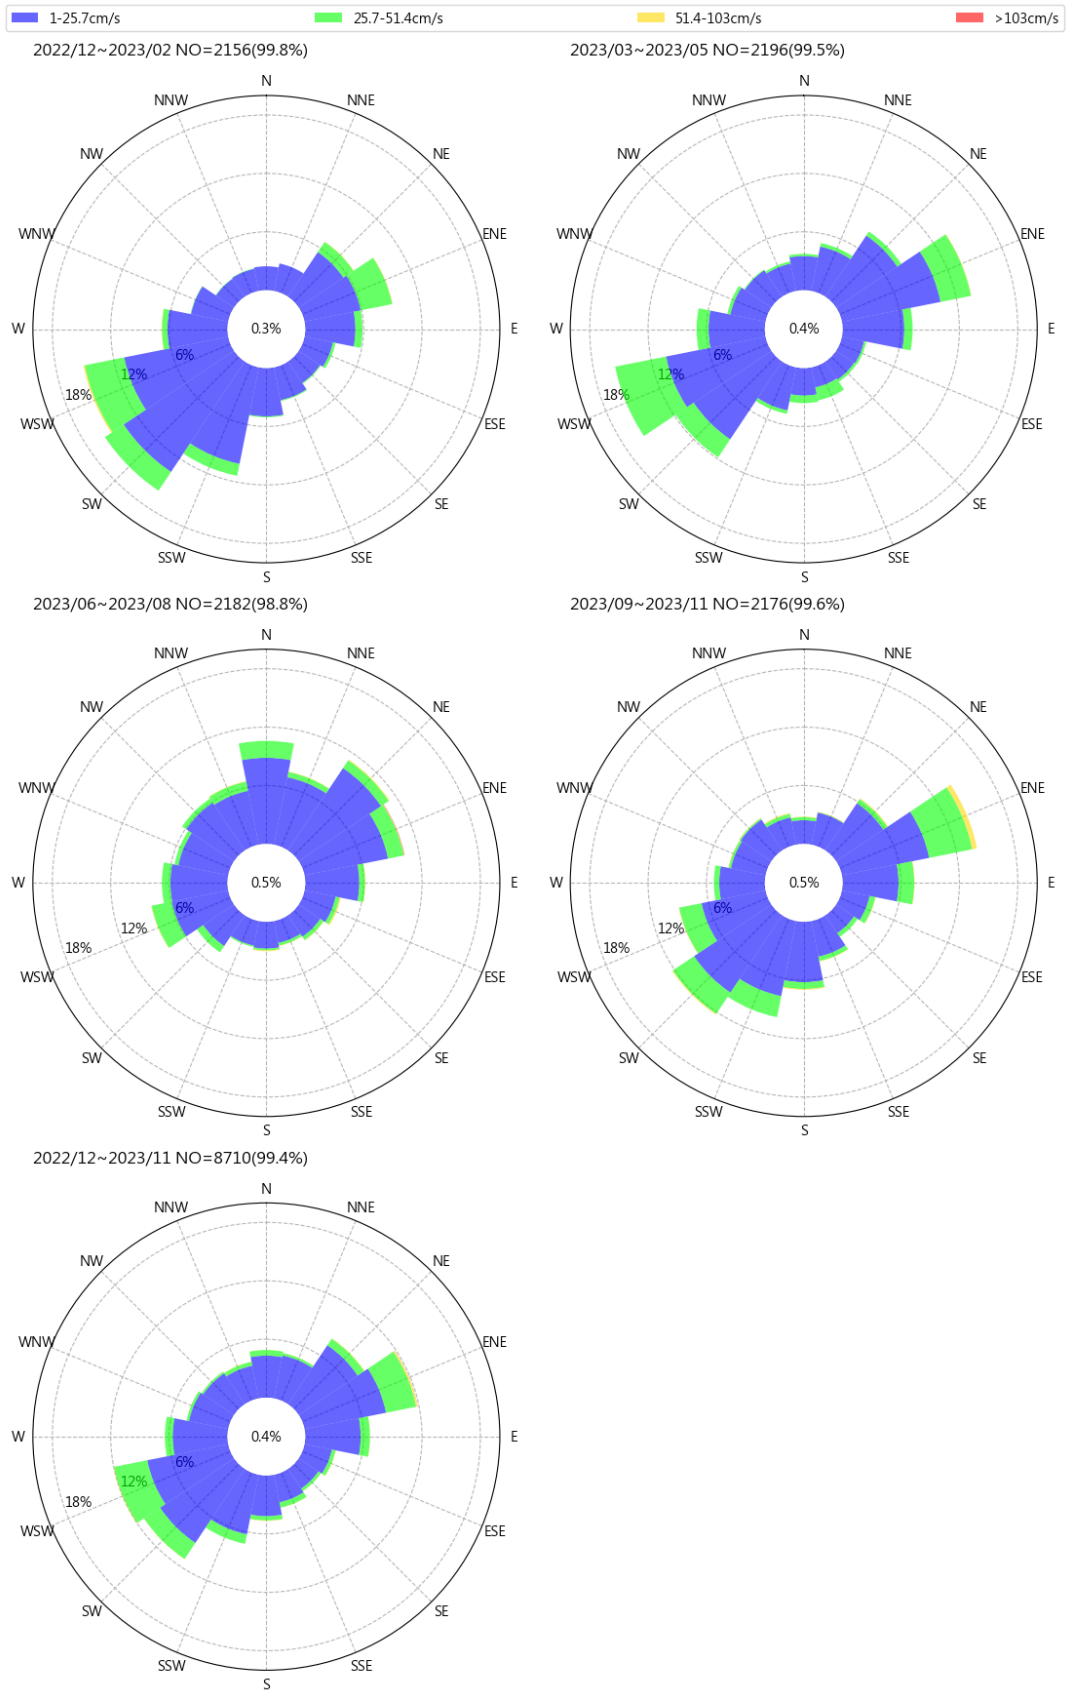 1-25.7cm/s 25.7-51.4cm/s 51.4-103cm/s >103cm/s
2022/12~2023/02 NO=2156(99.8%)
N
NNW NNE
NW NE
WNW ENE
W 0.3% E
6%
12%
18%
WSW ESE
SW SE
SSW SSE
S
2023/03~2023/05 NO=2196(99.5%)
N
NNW NNE
NW NE
WNW ENE
W 0.4% E
6%
12%
18%
WSW ESE
SW SE
SSW SSE
S
2023/06~2023/08 NO=2182(98.8%)
N
NNW NNE
NW NE
WNW ENE
W 0.5% E
6%
12%
18%
WSW ESE
SW SE
SSW SSE
S
2023/09~2023/11 NO=2176(99.6%)
N
NNW NNE
NW NE
WNW ENE
W 0.5% E
6%
12%
18%
WSW ESE
SW SE
SSW SSE
S
2022/12~2023/11 NO=8710(99.4%)
N
NNW NNE
NW NE
WNW ENE
W 0.4% E
6%
12%
18%
WSW ESE
SW SE
SSW SSE
S